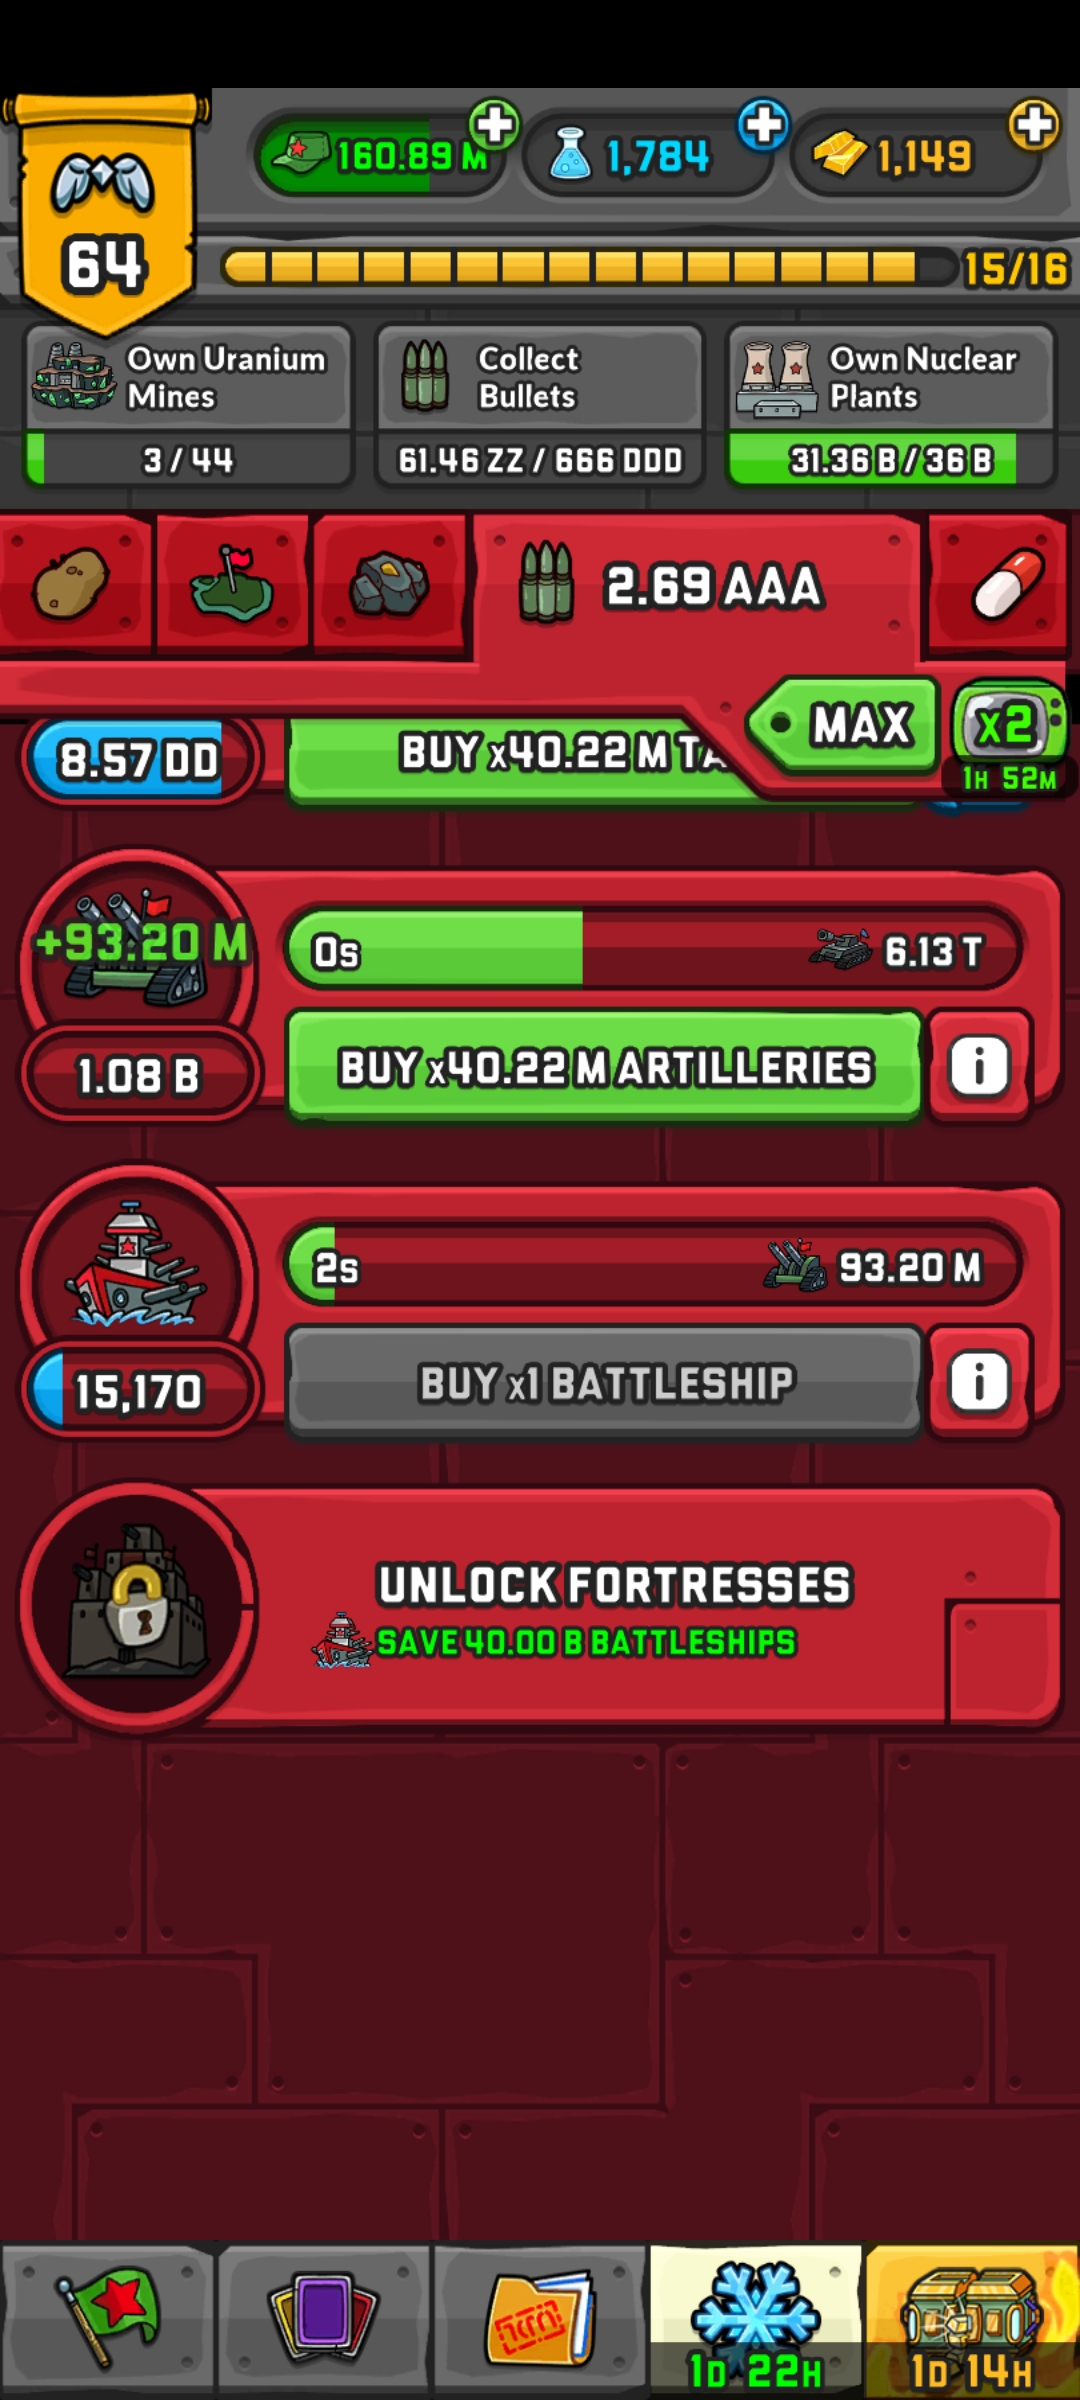 160.89 M
1,784
1,149
64
15/16
Own Uranium
Mines
3 / 44
Collect
Bullets
61.46 ZZ / 666 DDD
Own Nuclear
Plants
31.36 B / 36 B
2.69 AAA
MAX
x2
1H 52M
8.57 DD
BUY x40.22 M TA
+93.20 M
0s
6.13 T
1.08 B
BUY x40.22 M ARTILLERIES
i
2s
93.20 M
15,170
BUY x1 BATTLESHIP
i
UNLOCK FORTRESSES
SAVE 40.00 B BATTLESHIPS
1D 22H
1D 14H